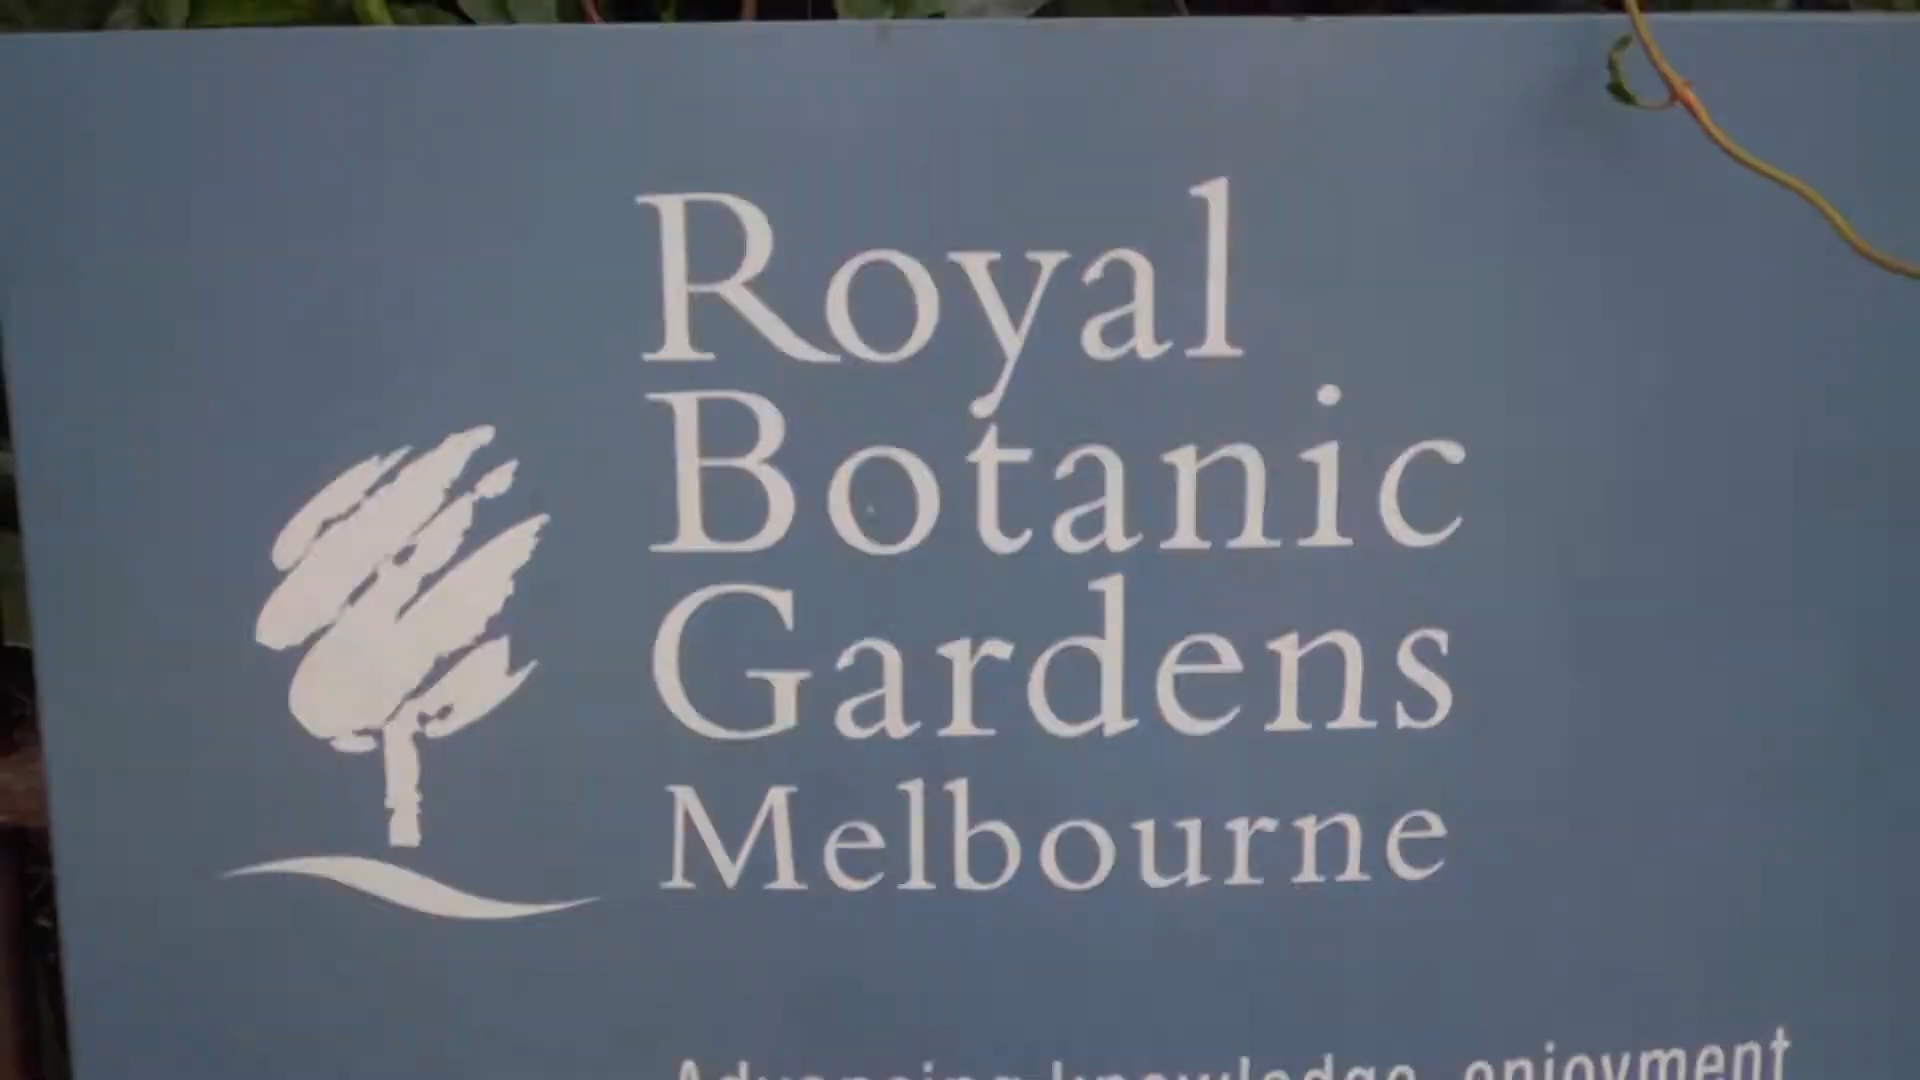 Royal
Botanic
Gardens
Melbourne
Advancing knowledge, enjoyment